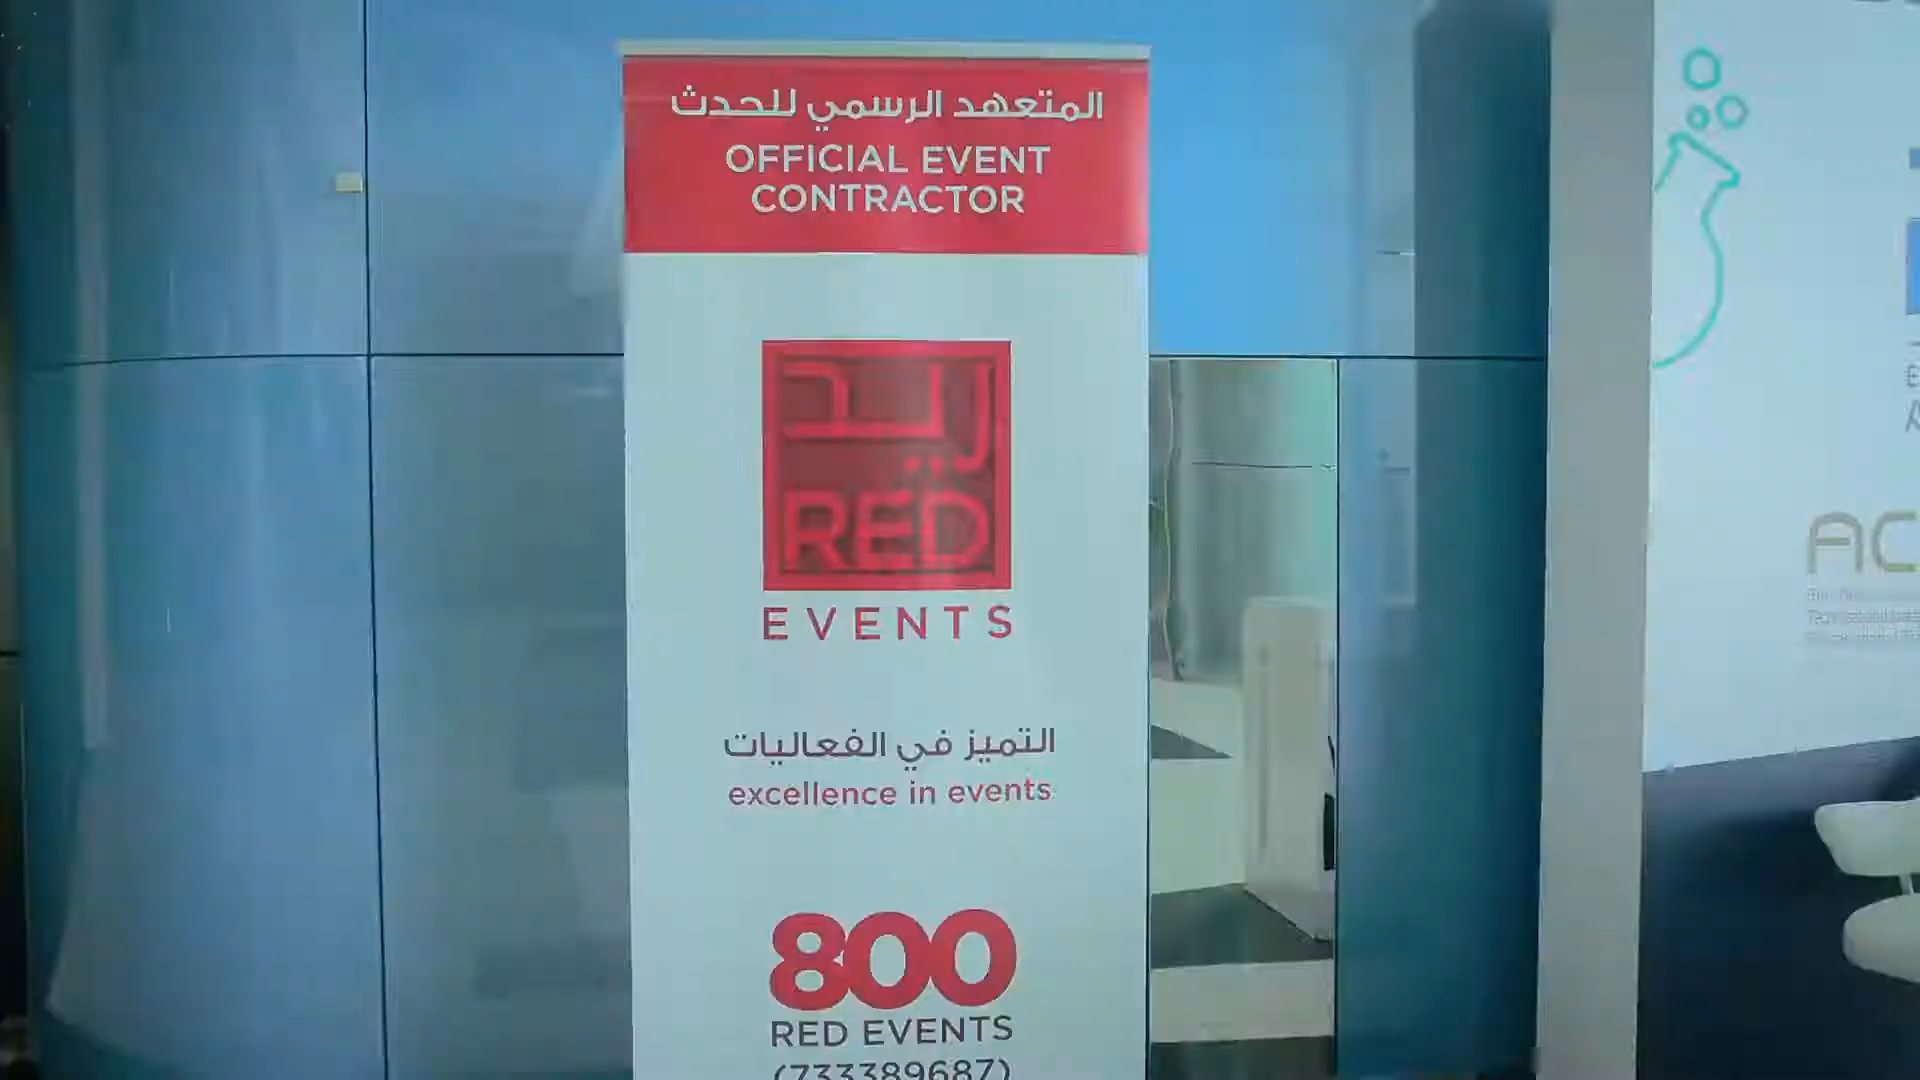 المتعهد الرسمي للحدث
OFFICIAL EVENT
CONTRACTOR
ريد
RED
EVENTS
التميز في الفعاليات
excellence in events
800
RED EVENTS
(733389687)
AC